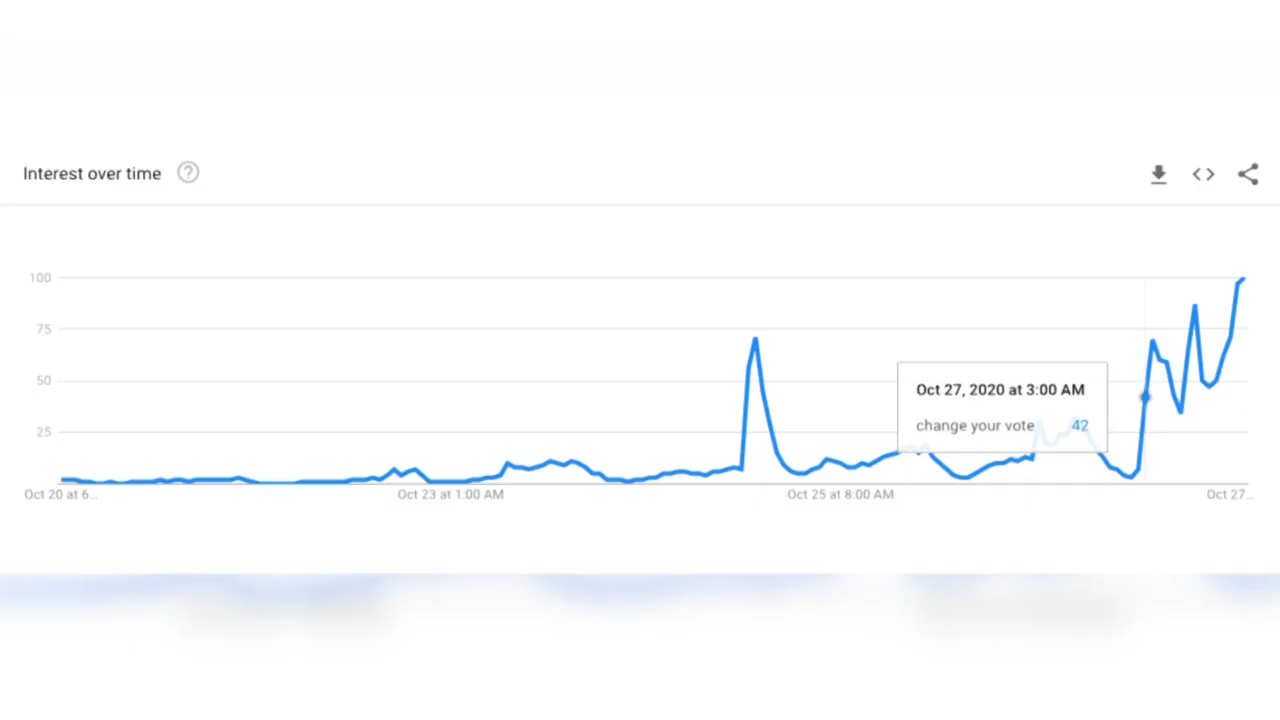 Interest over time
100
75
50
25
Oct 27, 2020 at 3:00 AM
change your vote 42
Oct 20 at 6...
Oct 23 at 1:00 AM
Oct 25 at 8:00 AM
Oct 27...